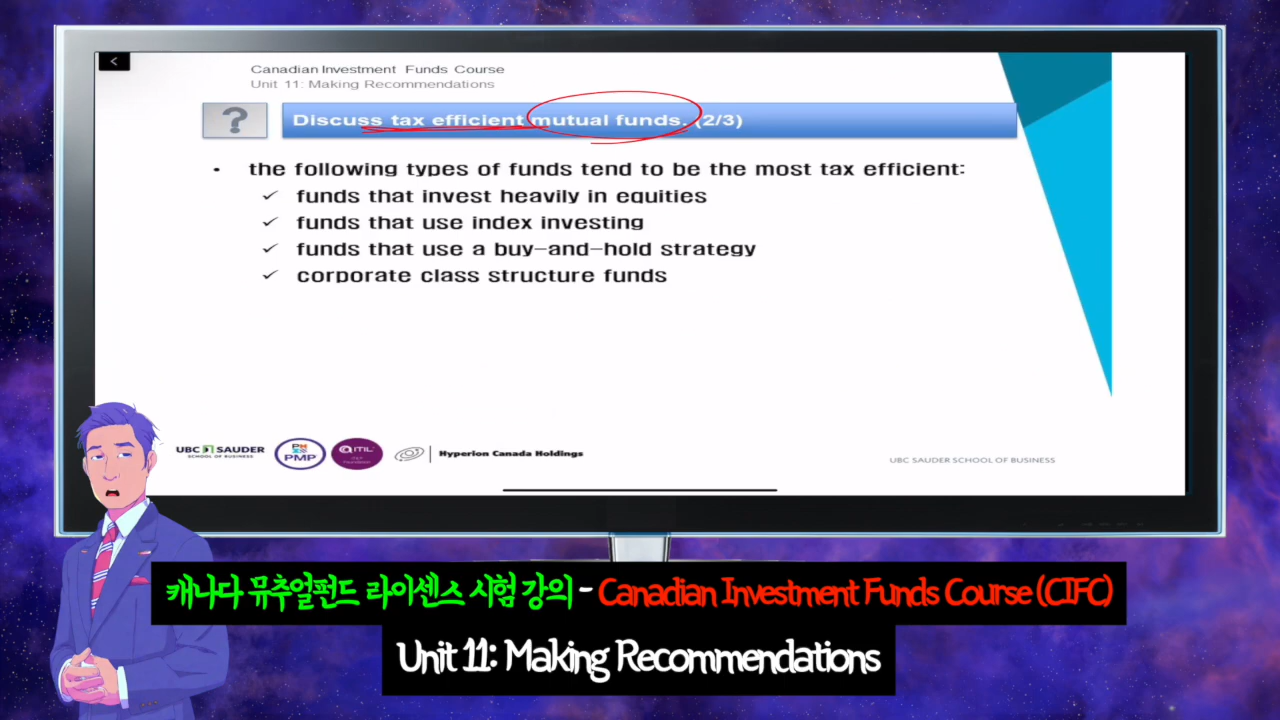 <
Canadian Investment Funds Course
Unit 11: Making Recommendations
?
Discuss tax efficient mutual funds. (2/3)
• the following types of funds tend to be the most tax efficient:
✓ funds that invest heavily in equities
✓ funds that use index investing
✓ funds that use a buy-and-hold strategy
✓ corporate class structure funds
UBC SAUDER
SCHOOL OF BUSINESS
PMP
ITIL
Hyperion Canada Holdings
UBC SAUDER SCHOOL OF BUSINESS
캐나다 뮤추얼펀드 라이센스 시험 강의 - Canadian Investment Funds Course (CIFC)
Unit 11: Making Recommendations